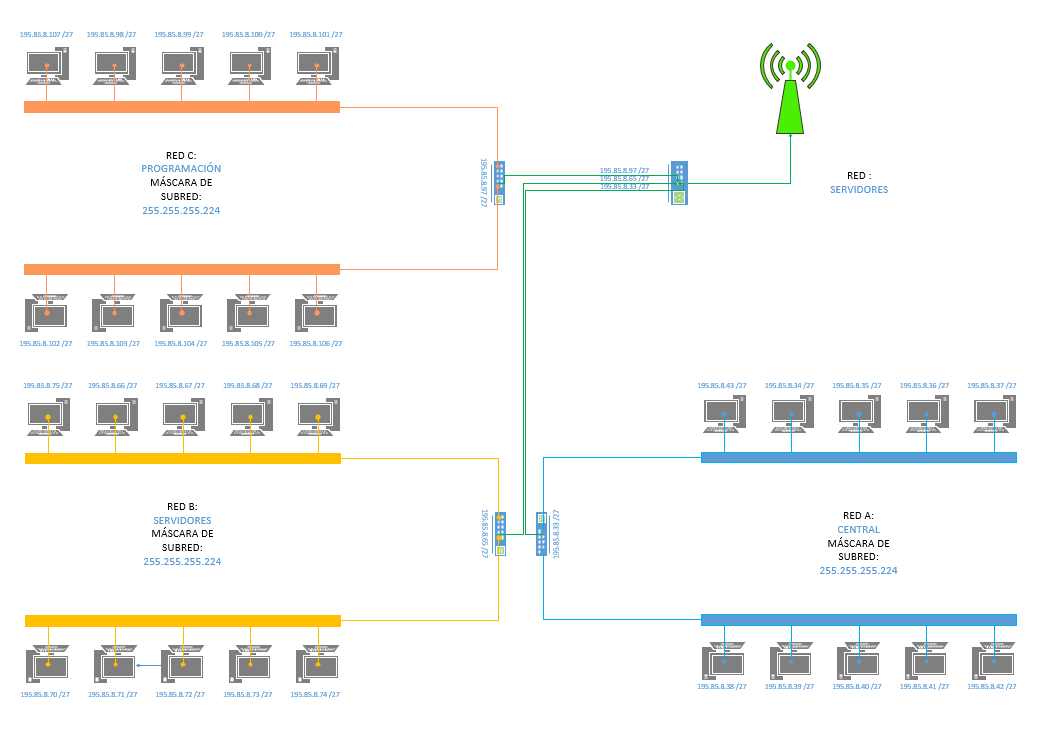 195.85.8.107 /27
195.85.8.98 /27
195.85.8.99 /27
195.85.8.100 /27
195.85.8.101 /27
RED C:
PROGRAMACIÓN
MÁSCARA DE
SUBRED:
255.255.255.224
195.85.8.97 /27
195.85.8.97 /27
195.85.8.65 /27
195.85.8.33 /27
RED :
SERVIDORES
195.85.8.102 /27
195.85.8.103 /27
195.85.8.104 /27
195.85.8.105 /27
195.85.8.106 /27
195.85.8.75 /27
195.85.8.66 /27
195.85.8.67 /27
195.85.8.68 /27
195.85.8.69 /27
195.85.8.43 /27
195.85.8.34 /27
195.85.8.35 /27
195.85.8.36 /27
195.85.8.37 /27
RED B:
SERVIDORES
MÁSCARA DE
SUBRED:
255.255.255.224
195.85.8.65 /27
195.85.8.33 /27
RED A:
CENTRAL
MÁSCARA DE
SUBRED:
255.255.255.224
195.85.8.70 /27
195.85.8.71 /27
195.85.8.72 /27
195.85.8.73 /27
195.85.8.74 /27
195.85.8.38 /27
195.85.8.39 /27
195.85.8.40 /27
195.85.8.41 /27
195.85.8.42 /27